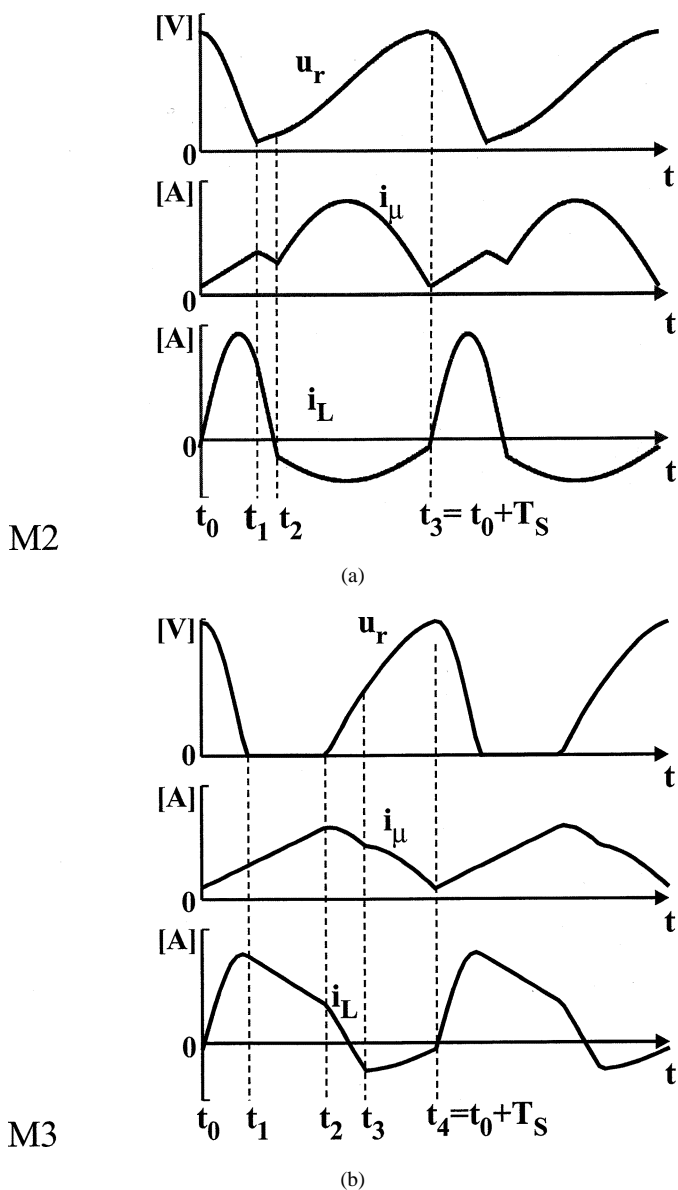 [V]
u_r
0
t
[A]
i_μ
0
t
[A]
i_L
0
t
t_0 t_1 t_2 t_3= t_0+T_S
M2
(a)
[V]
u_r
0
t
[A]
i_μ
0
t
[A]
i_L
0
t
t_0 t_1 t_2 t_3 t_4=t_0+T_S
M3
(b)